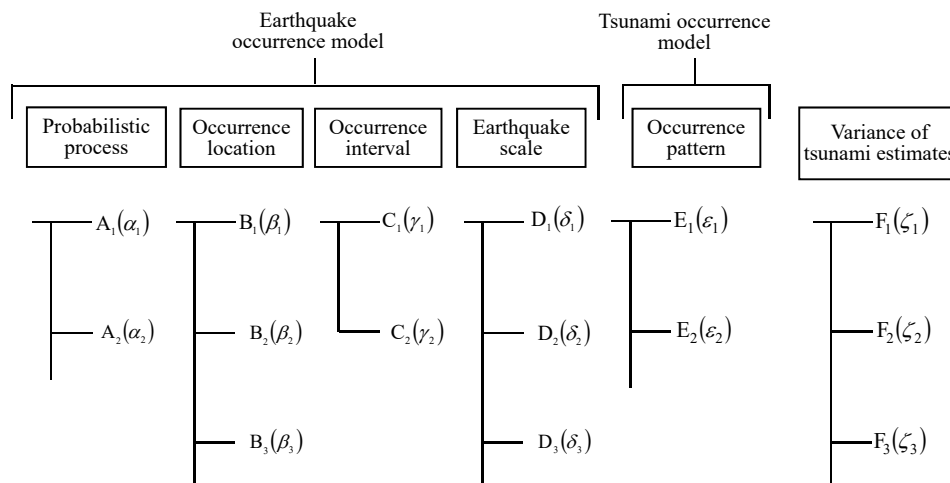 Earthquake
occurrence model
Tsunami occurrence
model
Probabilistic
process
Occurrence
location
Occurrence
interval
Earthquake
scale
Occurrence
pattern
Variance of
tsunami estimates
A₁(α₁)
B₁(β₁)
C₁(γ₁)
D₁(δ₁)
E₁(ε₁)
F₁(ζ₁)
A₂(α₂)
B₂(β₂)
C₂(γ₂)
D₂(δ₂)
E₂(ε₂)
F₂(ζ₂)
B₃(β₃)
D₃(δ₃)
F₃(ζ₃)